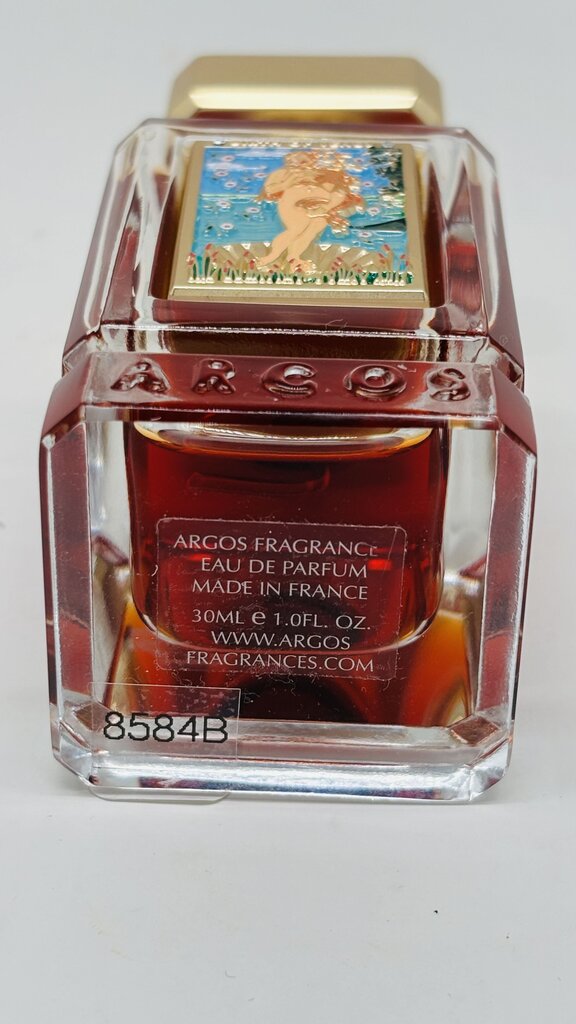 ARGOS
ARGOS FRAGRANCE
EAU DE PARFUM
MADE IN FRANCE
30ML e 1.0FL. OZ.
WWW.ARGOS
FRAGRANCES.COM
8584B